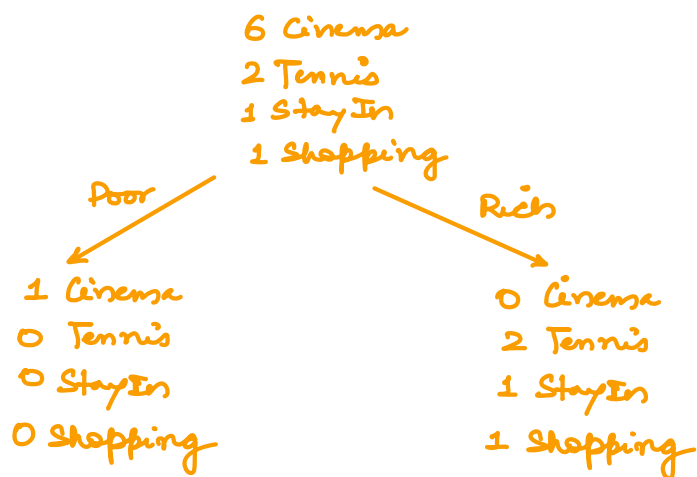 6 Cinema
2 Tennis
1 StayIn
1 Shopping
Poor
Rich
1 Cinema
0 Tennis
0 StayIn
0 Shopping
0 Cinema
2 Tennis
1 StayIn
1 Shopping